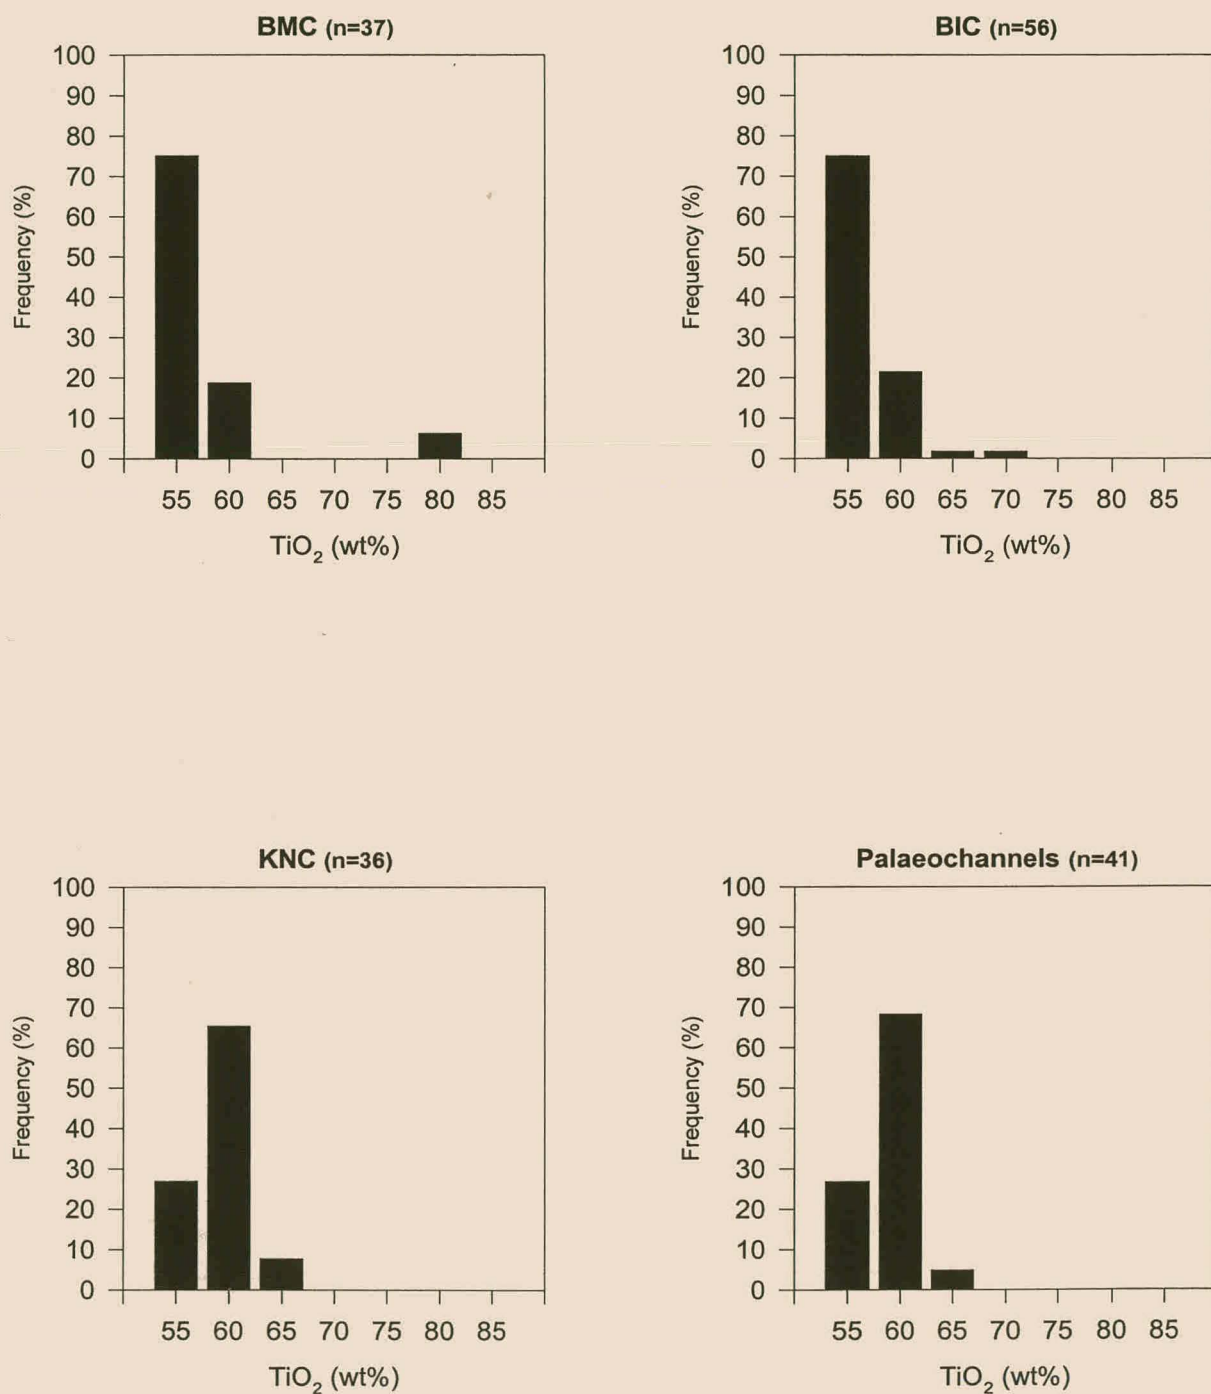 BMC (n=37)
100
90
80
70
60
50
40
30
20
10
0
Frequency (%)
55 60 65 70 75 80 85
TiO₂ (wt%)
BIC (n=56)
100
90
80
70
60
50
40
30
20
10
0
Frequency (%)
55 60 65 70 75 80 85
TiO₂ (wt%)
KNC (n=36)
100
90
80
70
60
50
40
30
20
10
0
Frequency (%)
55 60 65 70 75 80 85
TiO₂ (wt%)
Palaeochannels (n=41)
100
90
80
70
60
50
40
30
20
10
0
Frequency (%)
55 60 65 70 75 80 85
TiO₂ (wt%)